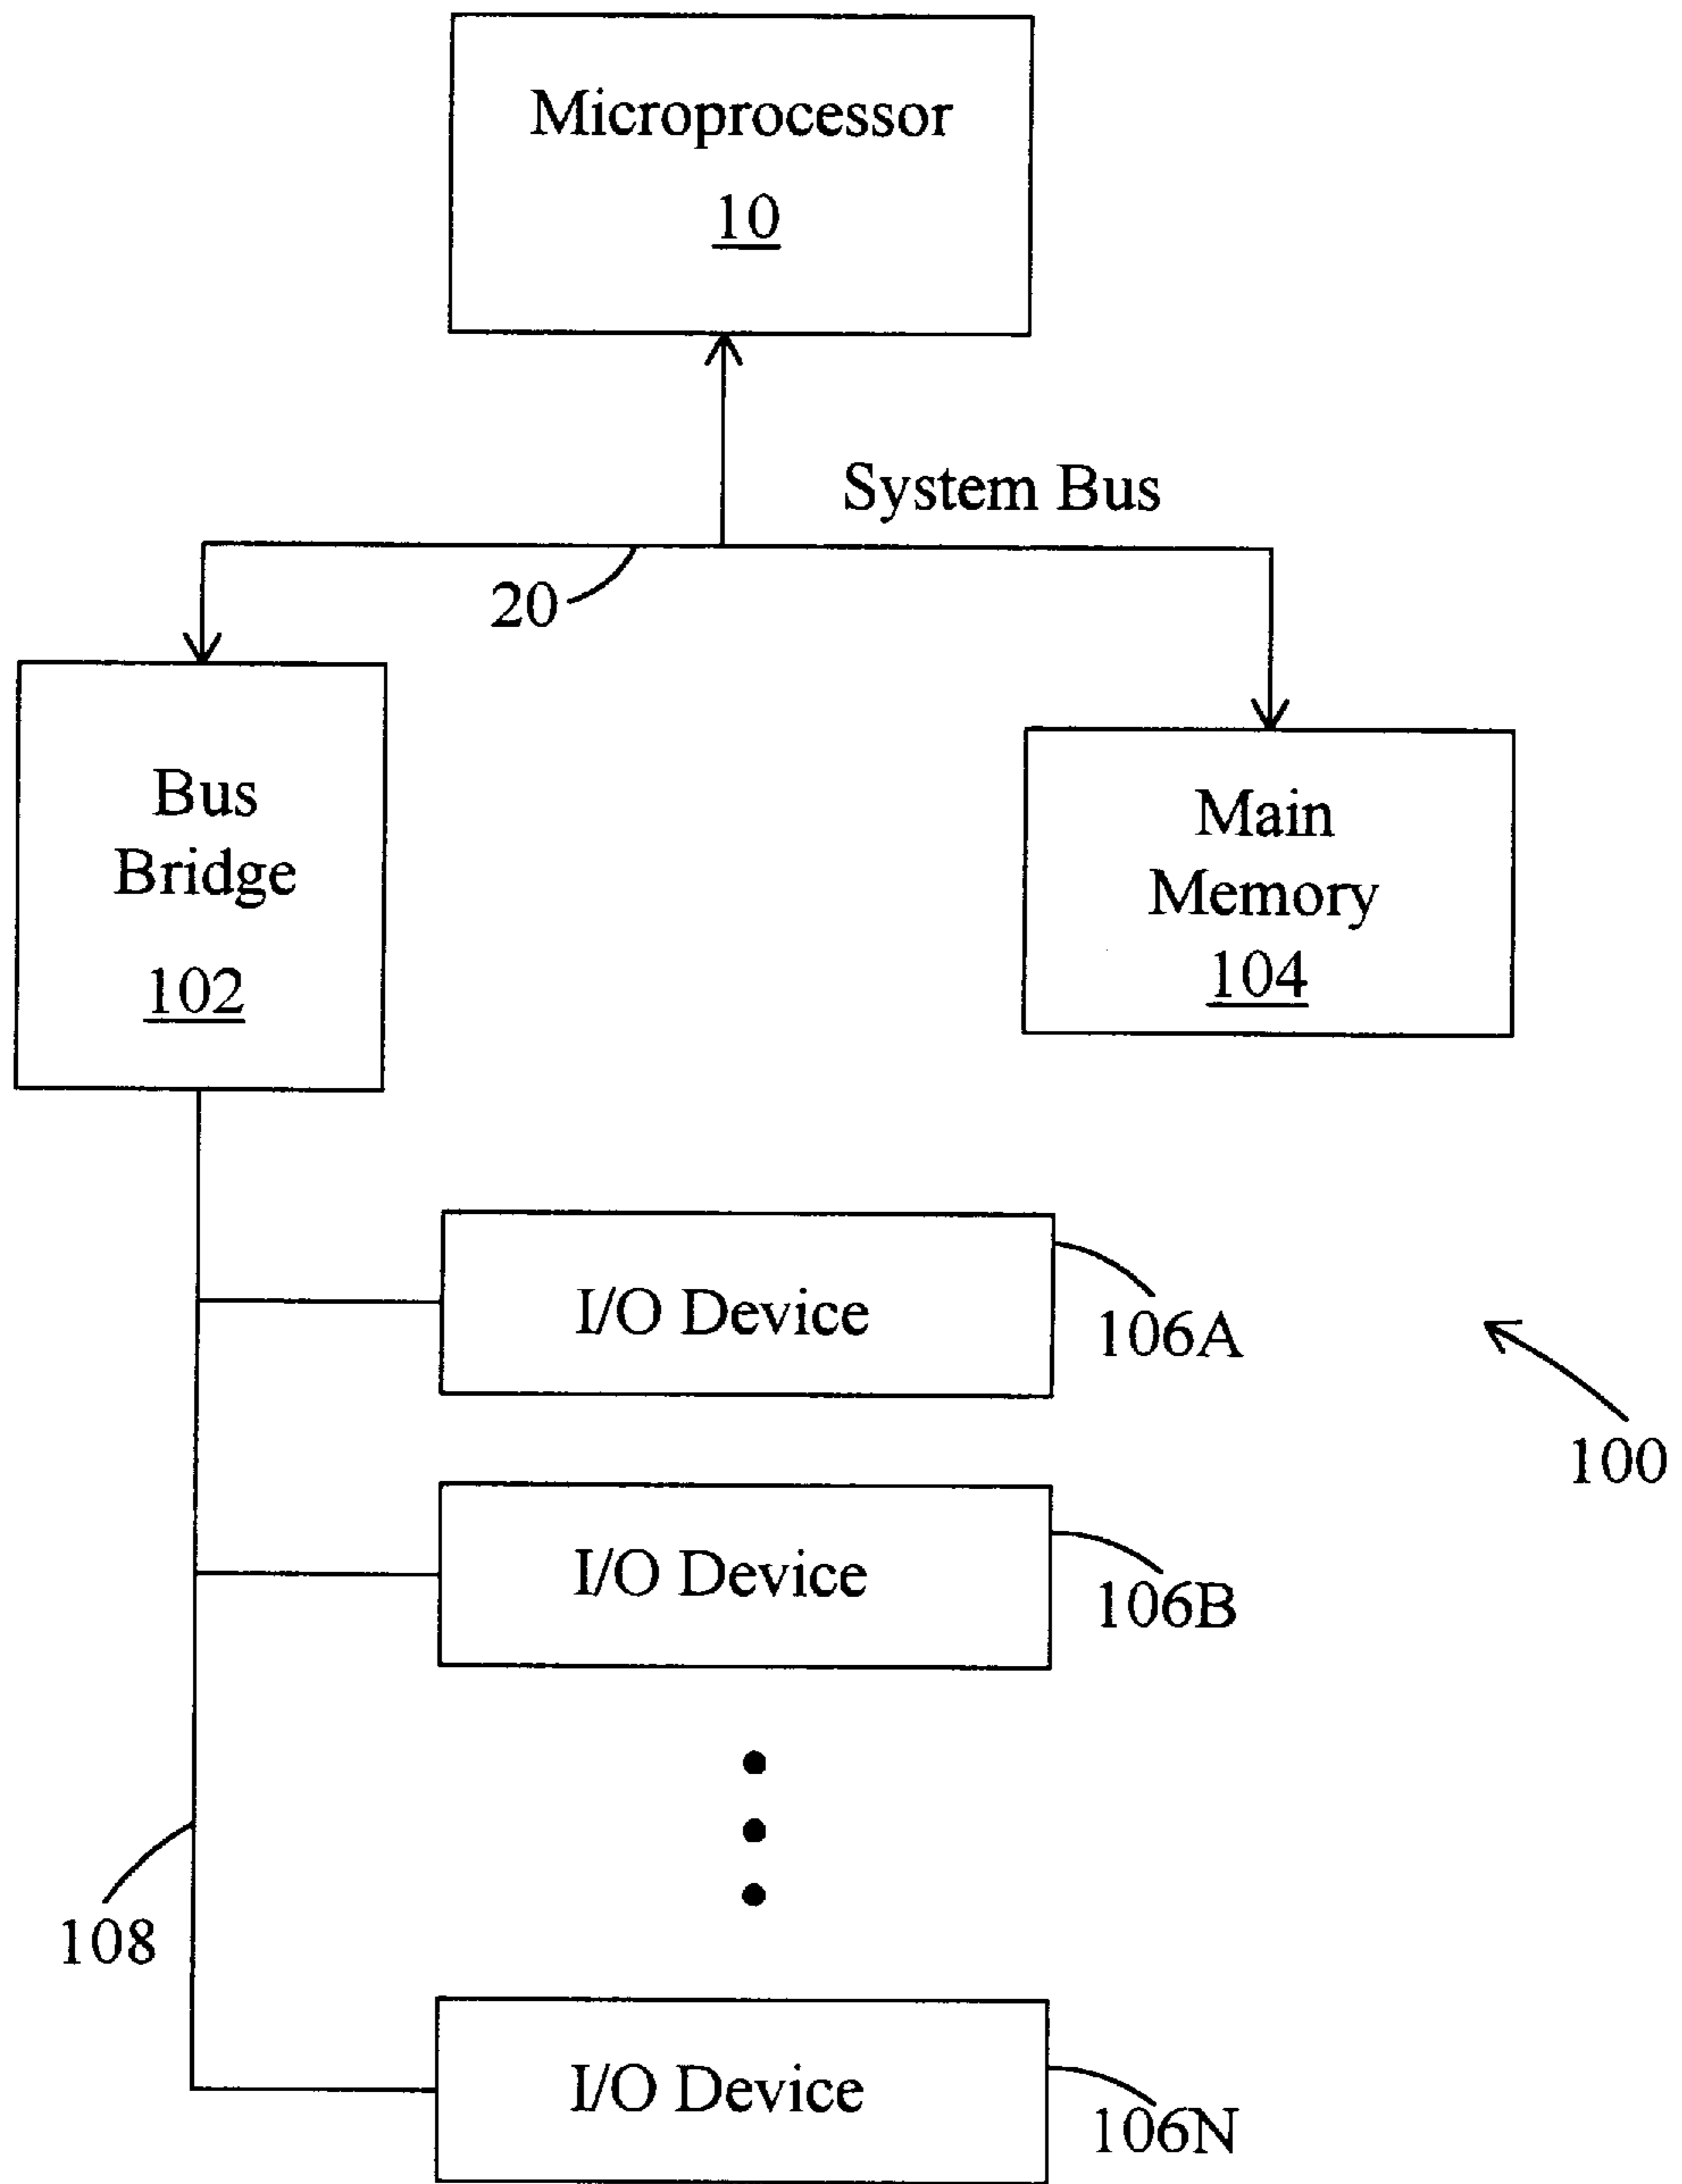 Microprocessor
10
System Bus
20
Bus
Bridge
102
Main
Memory
104
I/O Device
106A
100
I/O Device
106B
108
I/O Device
106N